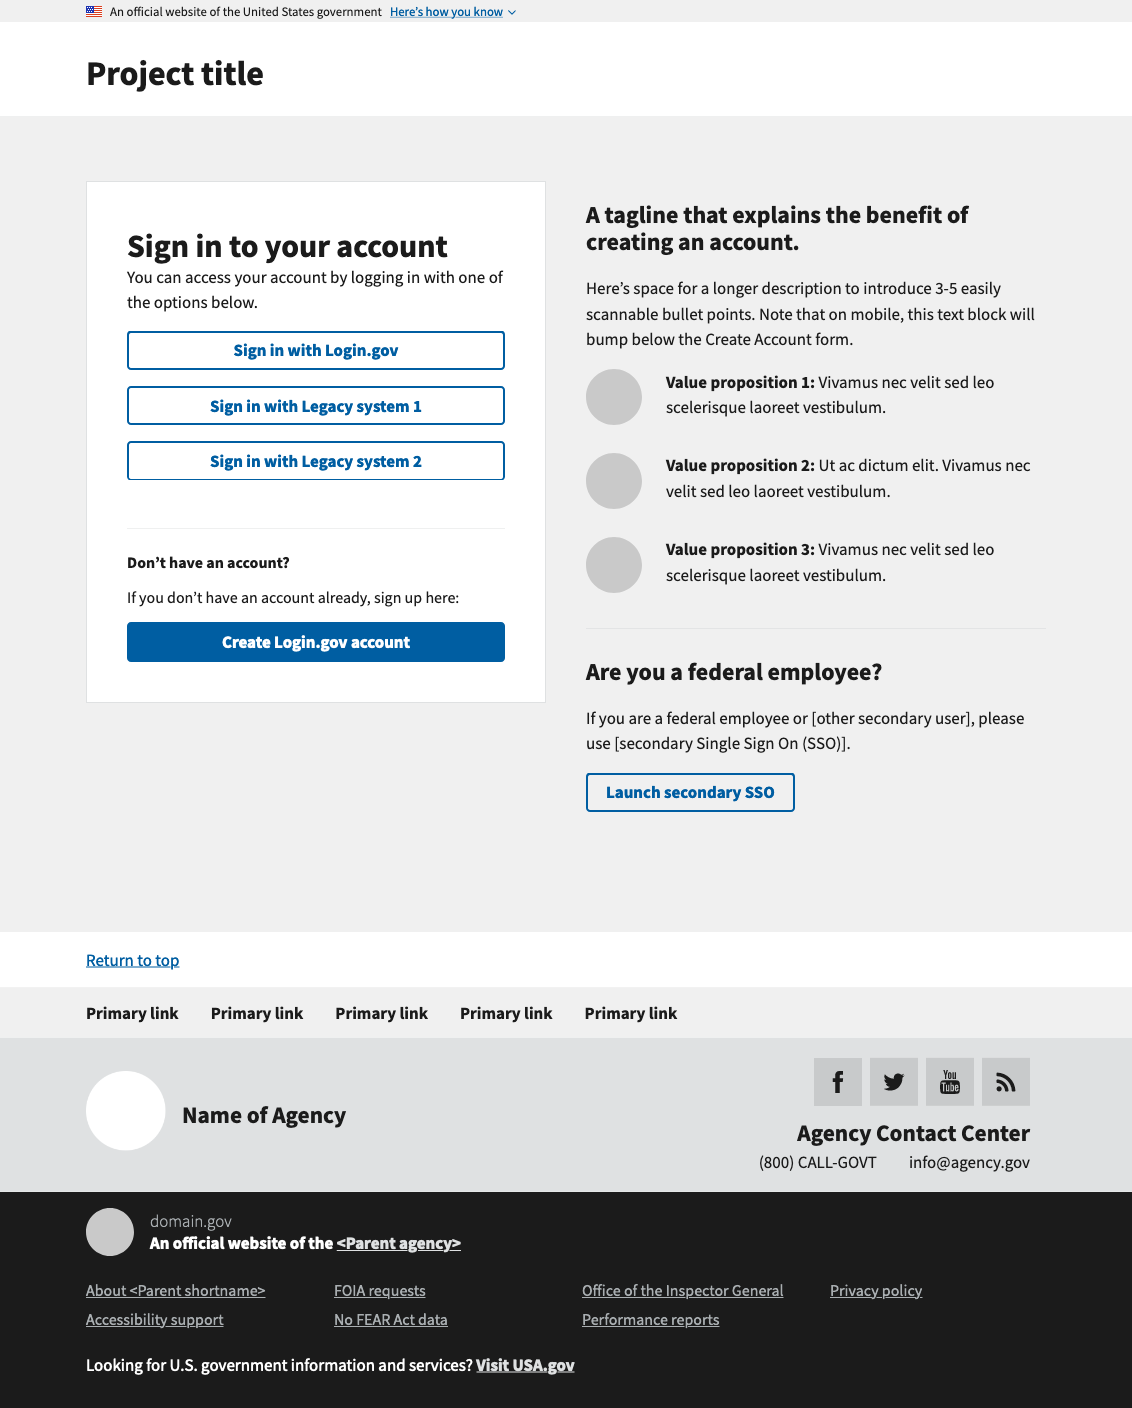 An official website of the United States government Here's how you know
Project title
Sign in to your account
You can access your account by logging in with one of
the options below.
Sign in with Login.gov
Sign in with Legacy system 1
Sign in with Legacy system 2
Don't have an account?
If you don't have an account already, sign up here:
Create Login.gov account
A tagline that explains the benefit of
creating an account.
Here's space for a longer description to introduce 3-5 easily
scannable bullet points. Note that on mobile, this text block will
bump below the Create Account form.
Value proposition 1: Vivamus nec velit sed leo
scelerisque laoreet vestibulum.
Value proposition 2: Ut ac dictum elit. Vivamus nec
velit sed leo laoreet vestibulum.
Value proposition 3: Vivamus nec velit sed leo
scelerisque laoreet vestibulum.
Are you a federal employee?
If you are a federal employee or [other secondary user], please
use [secondary Single Sign On (SSO)].
Launch secondary SSO
Return to top
Primary link Primary link Primary link Primary link Primary link
Name of Agency
You
Tube
Agency Contact Center
(800) CALL-GOVT info@agency.gov
domain.gov
An official website of the <Parent agency>
About <Parent shortname> FOIA requests Office of the Inspector General Privacy policy
Accessibility support No FEAR Act data Performance reports
Looking for U.S. government information and services? Visit USA.gov